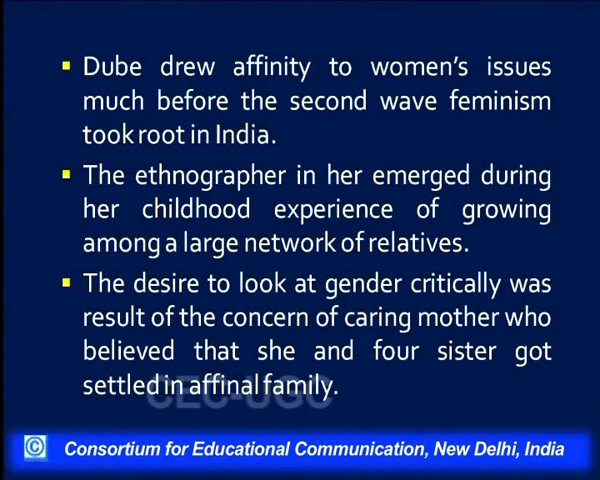 Dube drew affinity to women's issues
much before the second wave feminism
took root in India.
The ethnographer in her emerged during
her childhood experience of growing
among a large network of relatives.
The desire to look at gender critically was
result of the concern of caring mother who
believed that she and four sister got
settled in affinal family.
CEC-UGC
© Consortium for Educational Communication, New Delhi, India